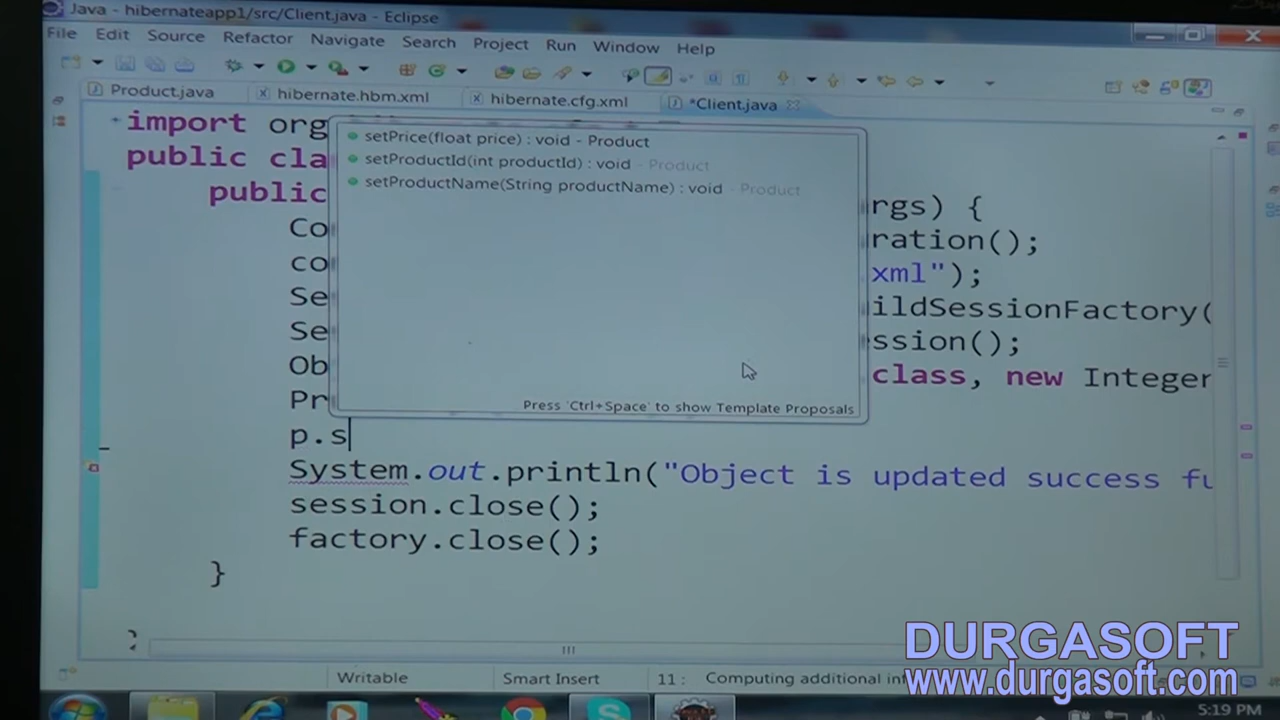 Java - hibernateapp1/src/Client.java - Eclipse
File Edit Source Refactor Navigate Search Project Run Window Help
Product.java hibernate.hbm.xml hibernate.cfg.xml *Client.java
import org
public cla
public rgs) {
Co ration();
co xml");
Se ildSessionFactory(
Se ssion();
Ob class, new Integer
Pr
setPrice(float price) : void - Product
setProductId(int productId) : void - Product
setProductName(String productName) : void - Product
Press 'Ctrl+Space' to show Template Proposals
p.s
System.out.println("Object is updated success fu
session.close();
factory.close();
}
Writable Smart Insert 11 : Computing additional
DURGASOFT
www.durgasoft.com
5:19 PM